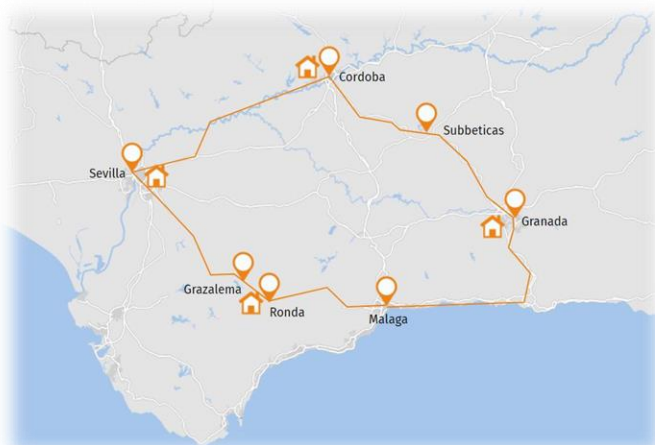 Cordoba
Subbeticas
Sevilla
Granada
Grazalema
Ronda
Malaga